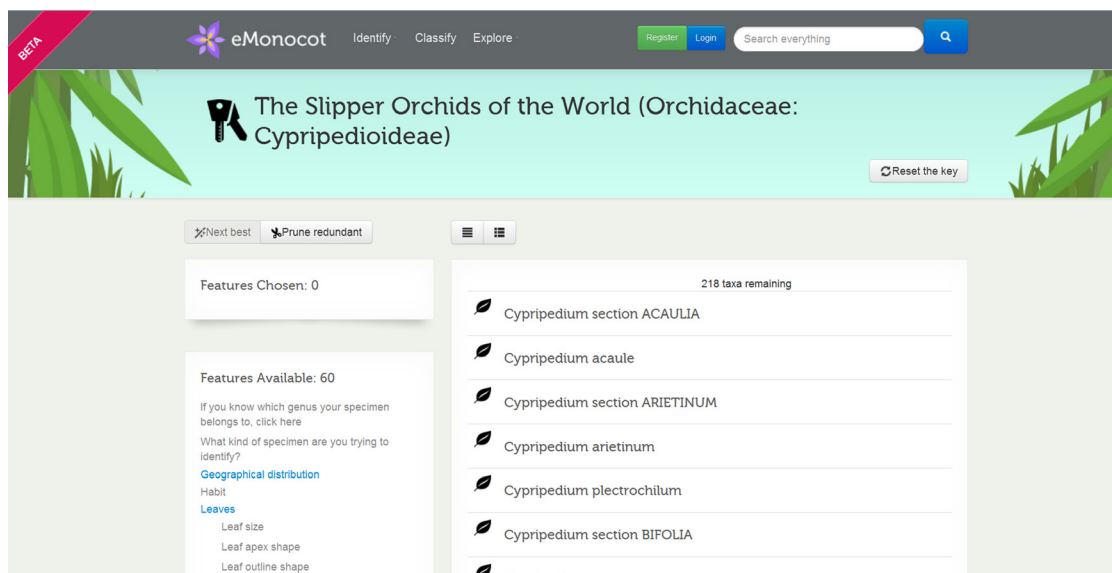 BETA
eMonocot
Identify
Classify
Explore
Register
Login
Search everything
The Slipper Orchids of the World (Orchidaceae:
Cypripedioideae)
Reset the key
Next best
Prune redundant
Features Chosen: 0
Features Available: 60
If you know which genus your specimen
belongs to, click here
What kind of specimen are you trying to
identify?
Geographical distribution
Habit
Leaves
Leaf size
Leaf apex shape
Leaf outline shape
218 taxa remaining
Cypripedium section ACAULIA
Cypripedium acaule
Cypripedium section ARIETINUM
Cypripedium arietinum
Cypripedium plectrochilum
Cypripedium section BIFOLIA